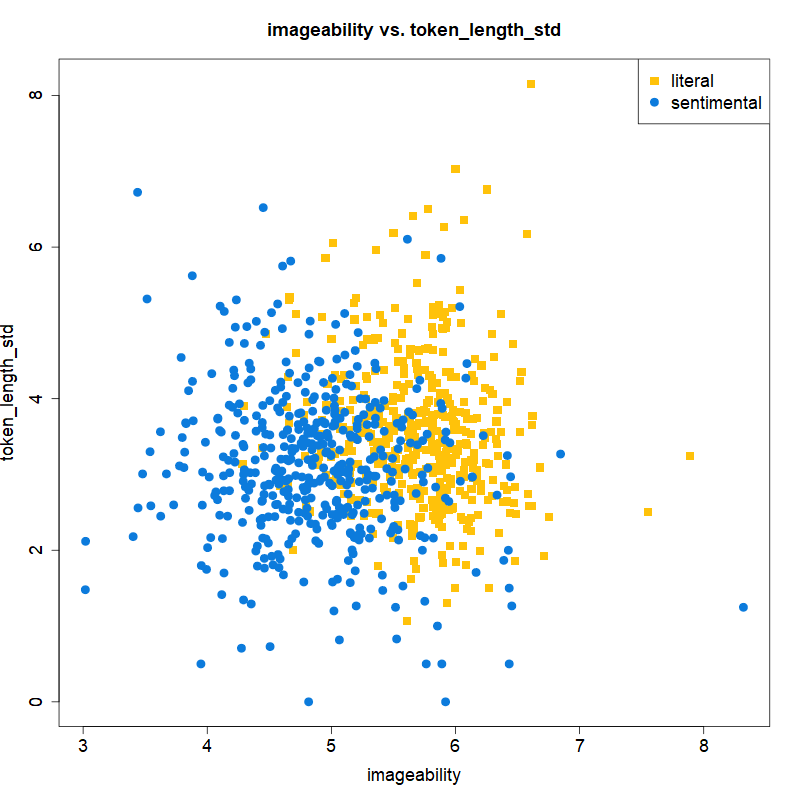 imageability vs. token_length_std
literal
sentimental
token_length_std
8
6
4
2
0
3 4 5 6 7 8
imageability